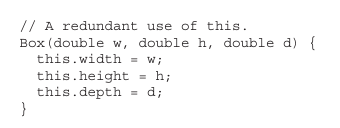 // A redundant use of this.
Box(double w, double h, double d) {
  this.width = w;
  this.height = h;
  this.depth = d;
}